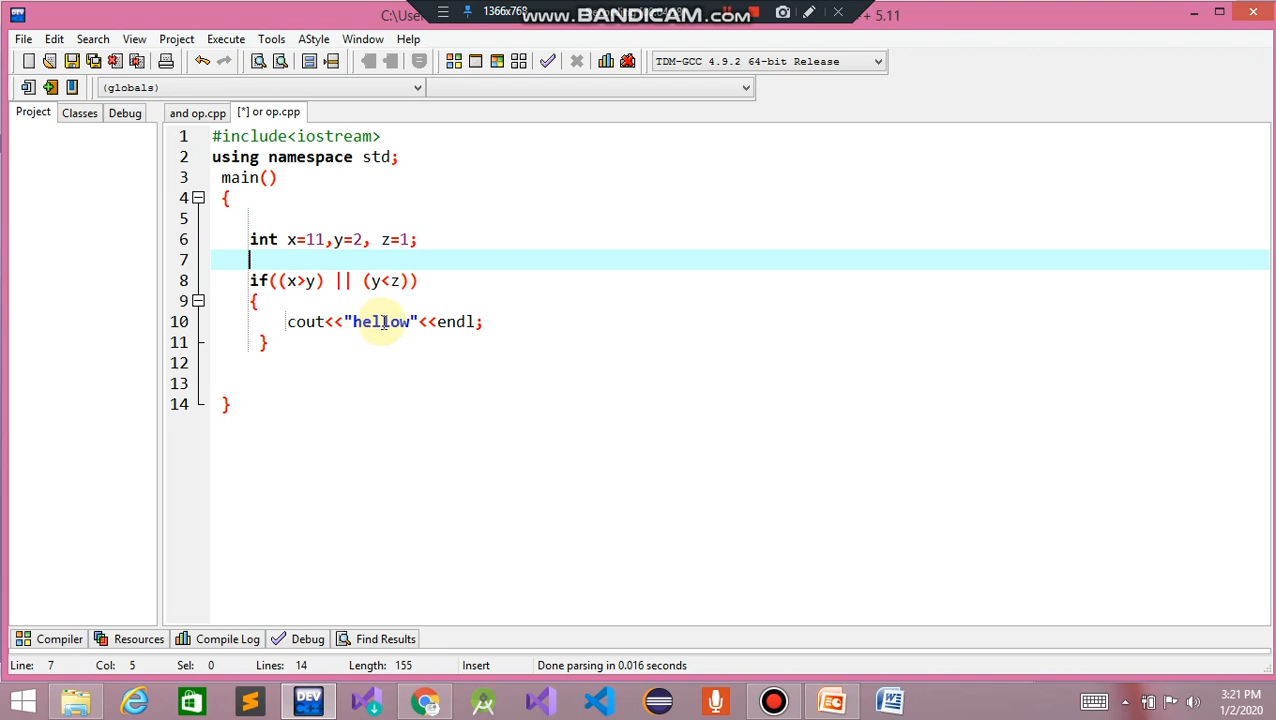 1366x768
www.BANDICAM.com
C:\Use
+ 5.11
File Edit Search View Project Execute Tools AStyle Window Help
TDM-GCC 4.9.2 64-bit Release
(globals)
Project Classes Debug
and op.cpp [*] or op.cpp
1 #include<iostream>
2 using namespace std;
3 main()
4 {
5
6 int x=11,y=2, z=1;
7
8 if((x>y) || (y<z))
9 {
10 cout<<"hellow"<<endl;
11 }
12
13
14 }
Compiler Resources Compile Log Debug Find Results
Line: 7 Col: 5 Sel: 0 Lines: 14 Length: 155 Insert Done parsing in 0.016 seconds
DEV
C++
3:21 PM
1/2/2020